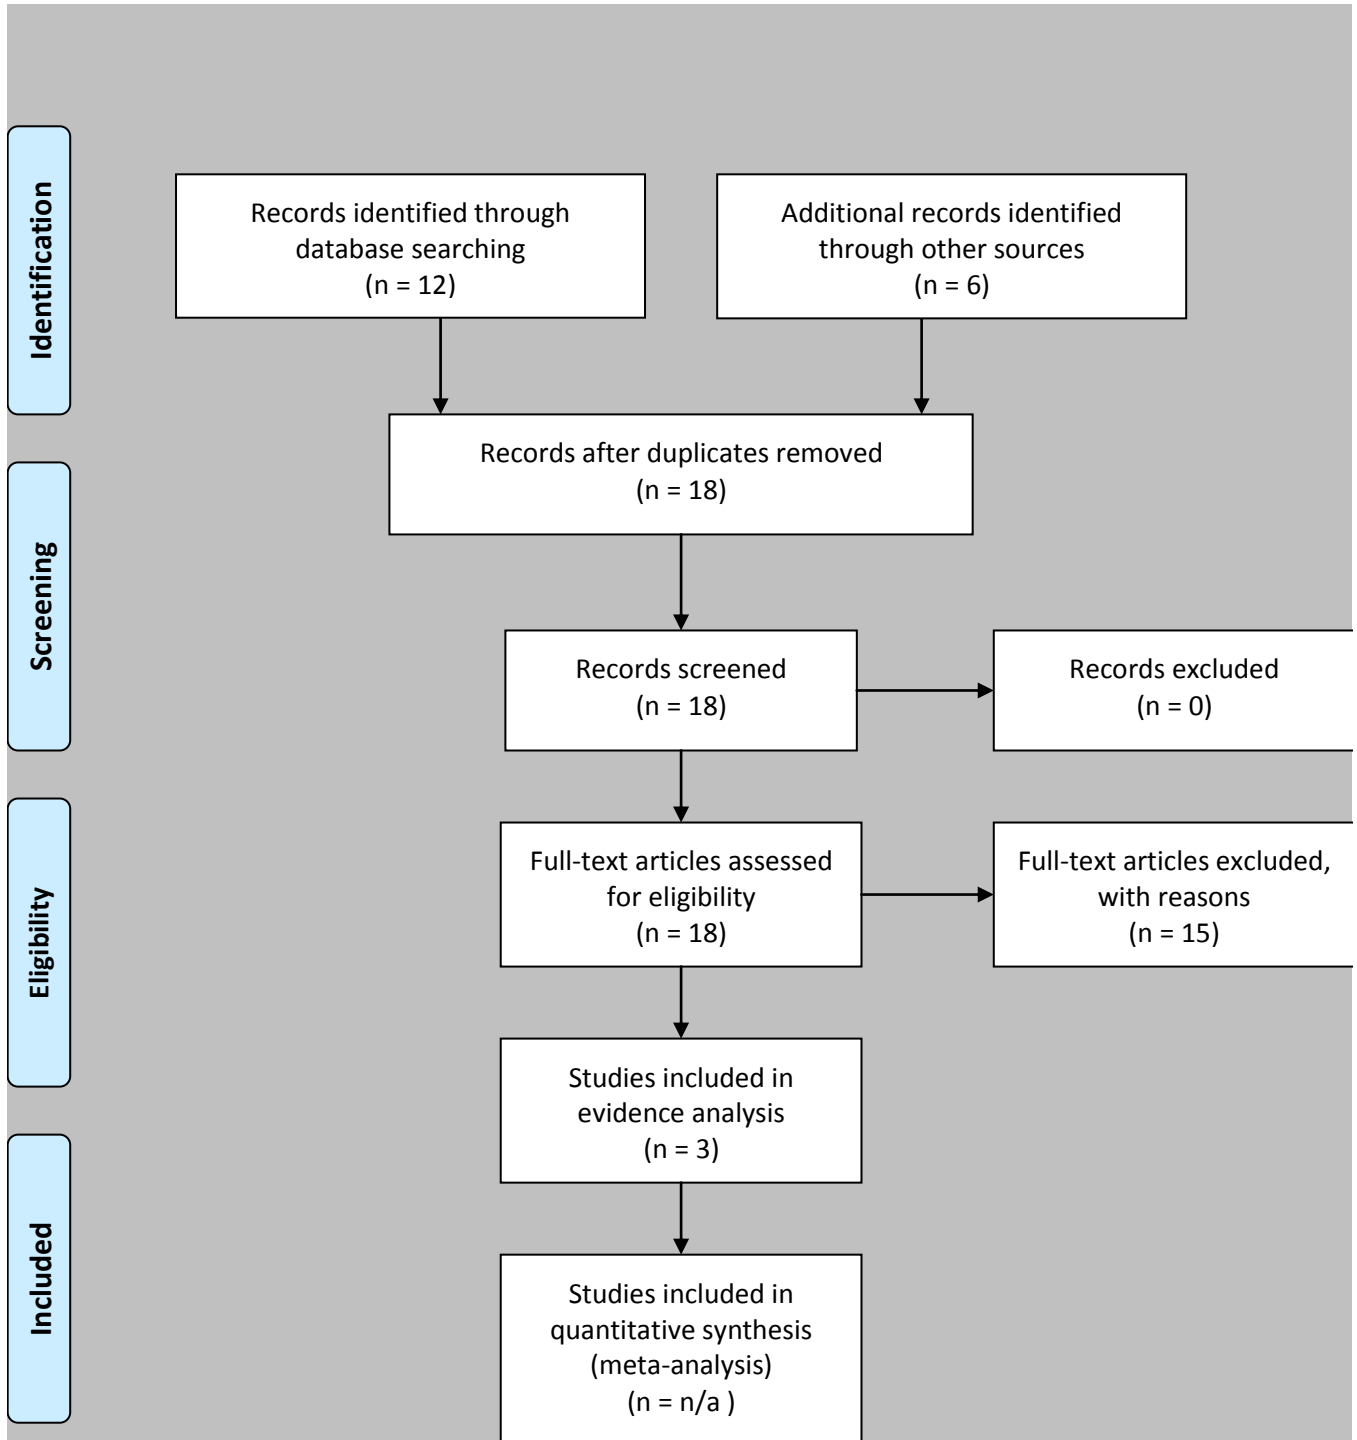 Identification
Records identified through
database searching
(n = 12)
Additional records identified
through other sources
(n = 6)
Records after duplicates removed
(n = 18)
Screening
Records screened
(n = 18)
Records excluded
(n = 0)
Eligibility
Full-text articles assessed
for eligibility
(n = 18)
Full-text articles excluded,
with reasons
(n = 15)
Studies included in
evidence analysis
(n = 3)
Included
Studies included in
quantitative synthesis
(meta-analysis)
(n = n/a )